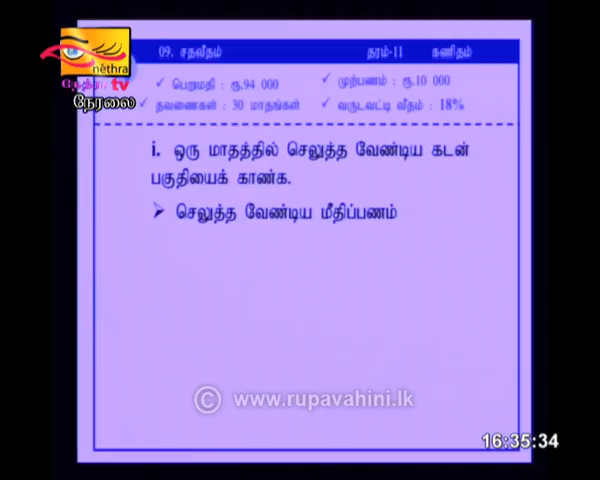 09. சதவீதம் தரம்-11 கணிதம்
nethra
நேத்ரா tv
நேரலை
✓ பெறுமதி : ரூ.94 000 ✓ முற்பணம் : ரூ.10 000
✓ தவணைகள் : 30 மாதங்கள் ✓ வருடவட்டி வீதம் : 18%
i. ஒரு மாதத்தில் செலுத்த வேண்டிய கடன்
பகுதியைக் காண்க.
➢ செலுத்த வேண்டிய மீதிப்பணம்
© www.rupavahini.lk
16:35:34